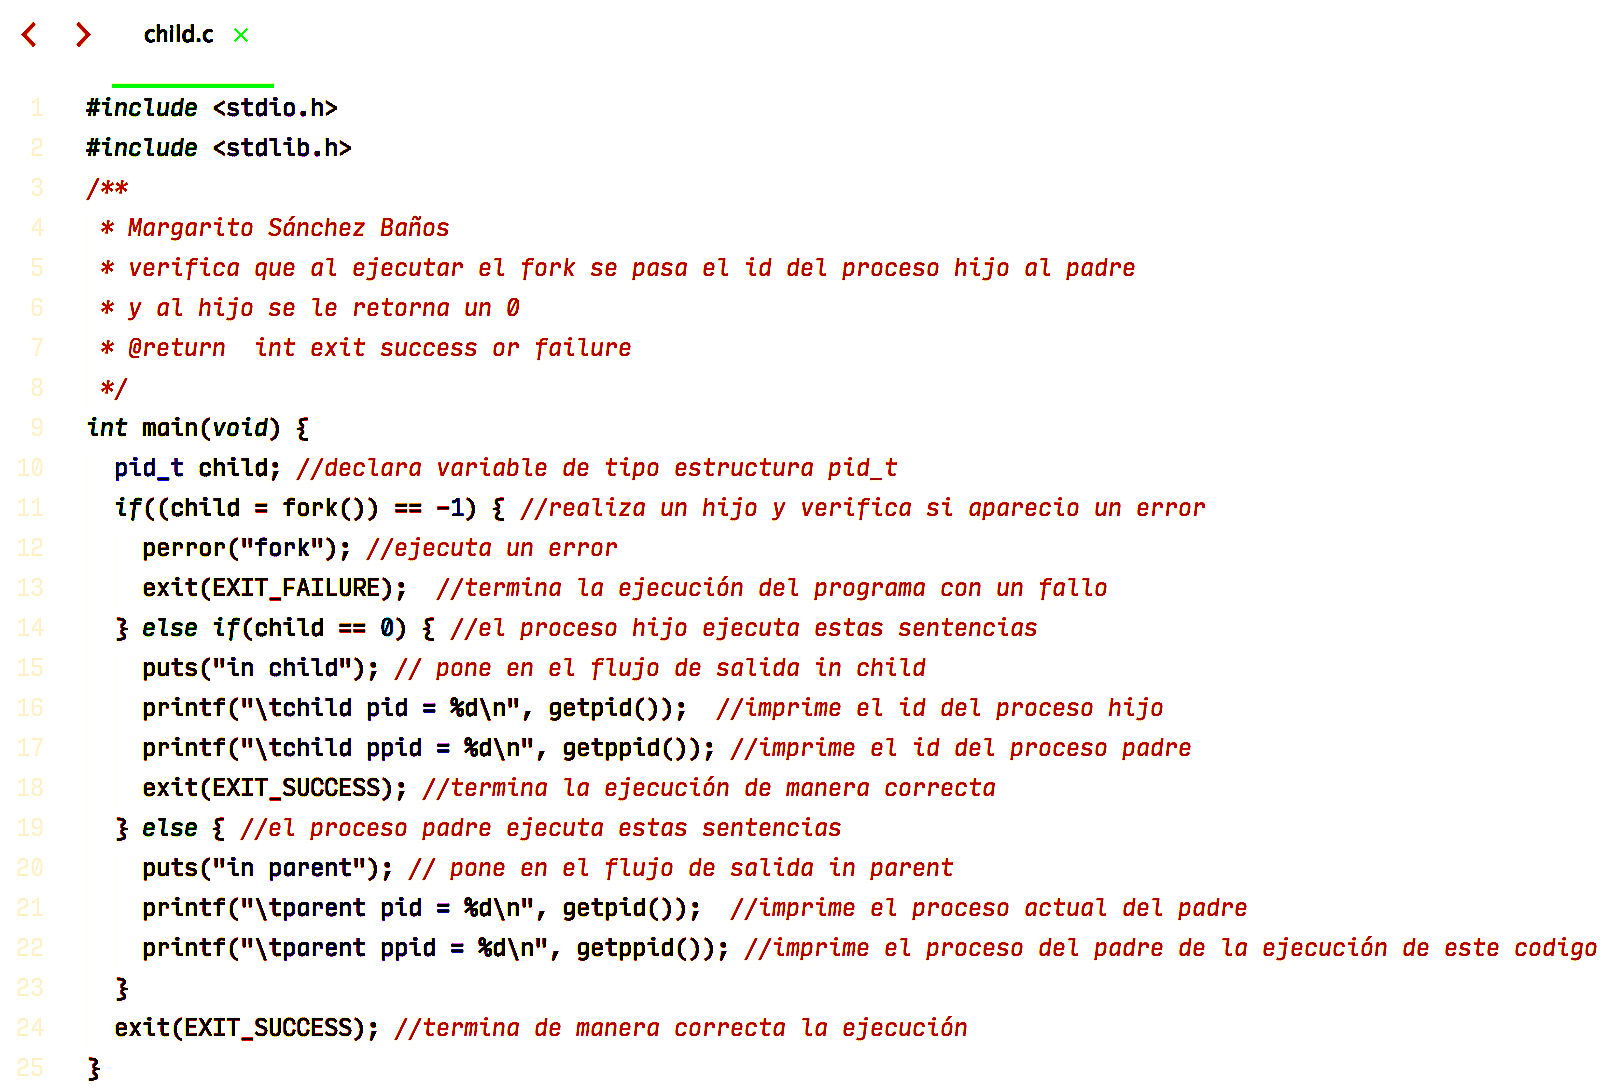 child.c ×
1 #include <stdio.h>
2 #include <stdlib.h>
3 /**
4  * Margarito Sánchez Baños
5  * verifica que al ejecutar el fork se pasa el id del proceso hijo al padre
6  * y al hijo se le retorna un 0
7  * @return  int exit success or failure
8  */
9 int main(void) {
10   pid_t child; //declara variable de tipo estructura pid_t
11   if((child = fork()) == -1) { //realiza un hijo y verifica si aparecio un error
12     perror("fork"); //ejecuta un error
13     exit(EXIT_FAILURE);  //termina la ejecución del programa con un fallo
14   } else if(child == 0) { //el proceso hijo ejecuta estas sentencias
15     puts("in child"); // pone en el flujo de salida in child
16     printf("\tchild pid = %d\n", getpid());  //imprime el id del proceso hijo
17     printf("\tchild ppid = %d\n", getppid()); //imprime el id del proceso padre
18     exit(EXIT_SUCCESS); //termina la ejecución de manera correcta
19   } else { //el proceso padre ejecuta estas sentencias
20     puts("in parent"); // pone en el flujo de salida in parent
21     printf("\tparent pid = %d\n", getpid());  //imprime el proceso actual del padre
22     printf("\tparent ppid = %d\n", getppid()); //imprime el proceso del padre de la ejecución de este codigo
23   }
24   exit(EXIT_SUCCESS); //termina de manera correcta la ejecución
25 }